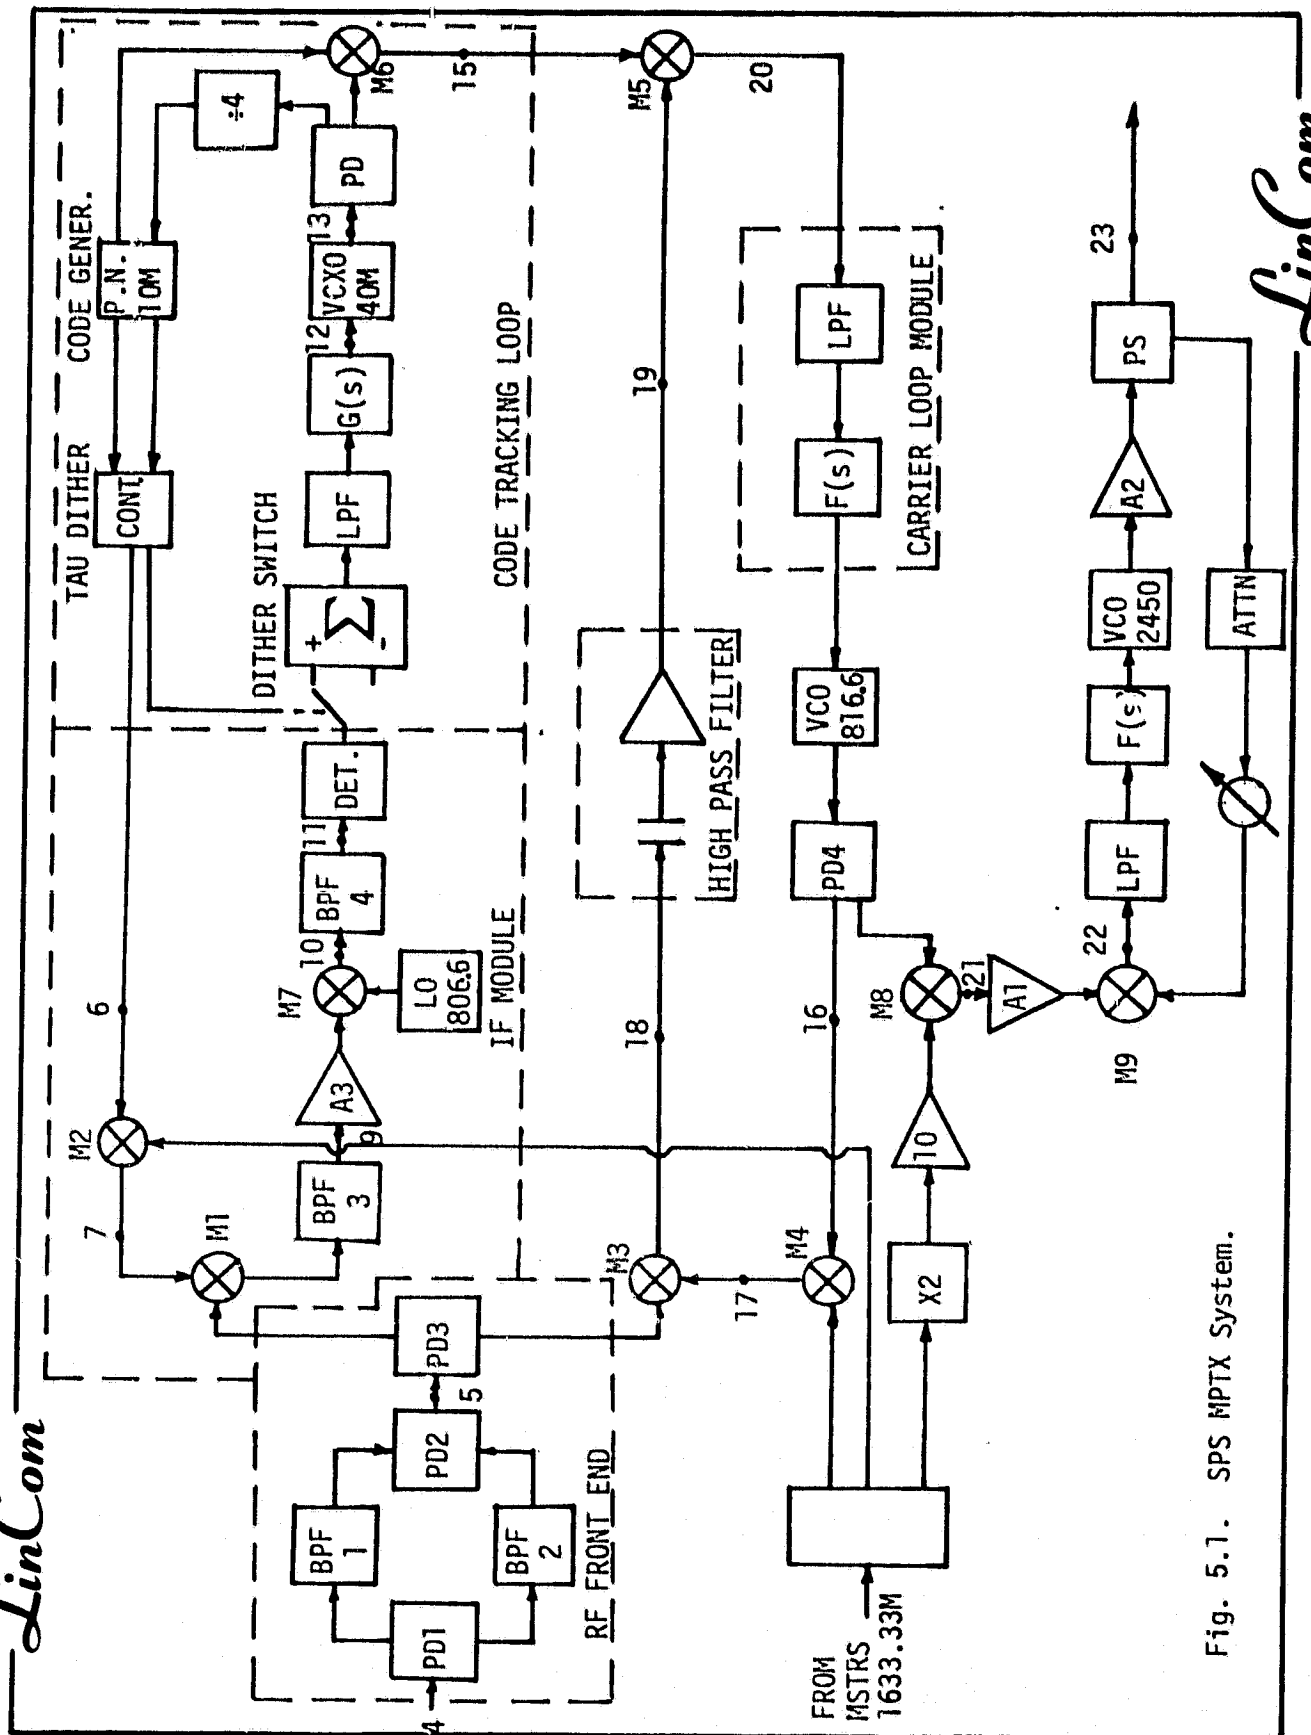 LinCom
TAU DITHER
CODE GENER.
CONT.
P.N.
10M
÷4
M6
15
M5
20
6
M2
7
M1
DITHER SWITCH
+
Σ
-
LPF
G(s)
12
VCXO
40M
13
PD
CODE TRACKING LOOP
BPF
3
9
A3
M7
10
LO
806.6
BPF
4
11
DET.
IF MODULE
4
PD1
BPF
1
BPF
2
PD2
5
PD3
RF FRONT END
M3
18
HIGH PASS FILTER
19
17
M4
16
PD4
VCO
816.6
F(s)
LPF
CARRIER LOOP MODULE
FROM
MSTRS
1633.33M
X2
10
M8
21
A1
M9
22
LPF
F(s)
VCO
2450
A2
PS
23
ATTN
Fig. 5.1. SPS MPTX System.
LinCom